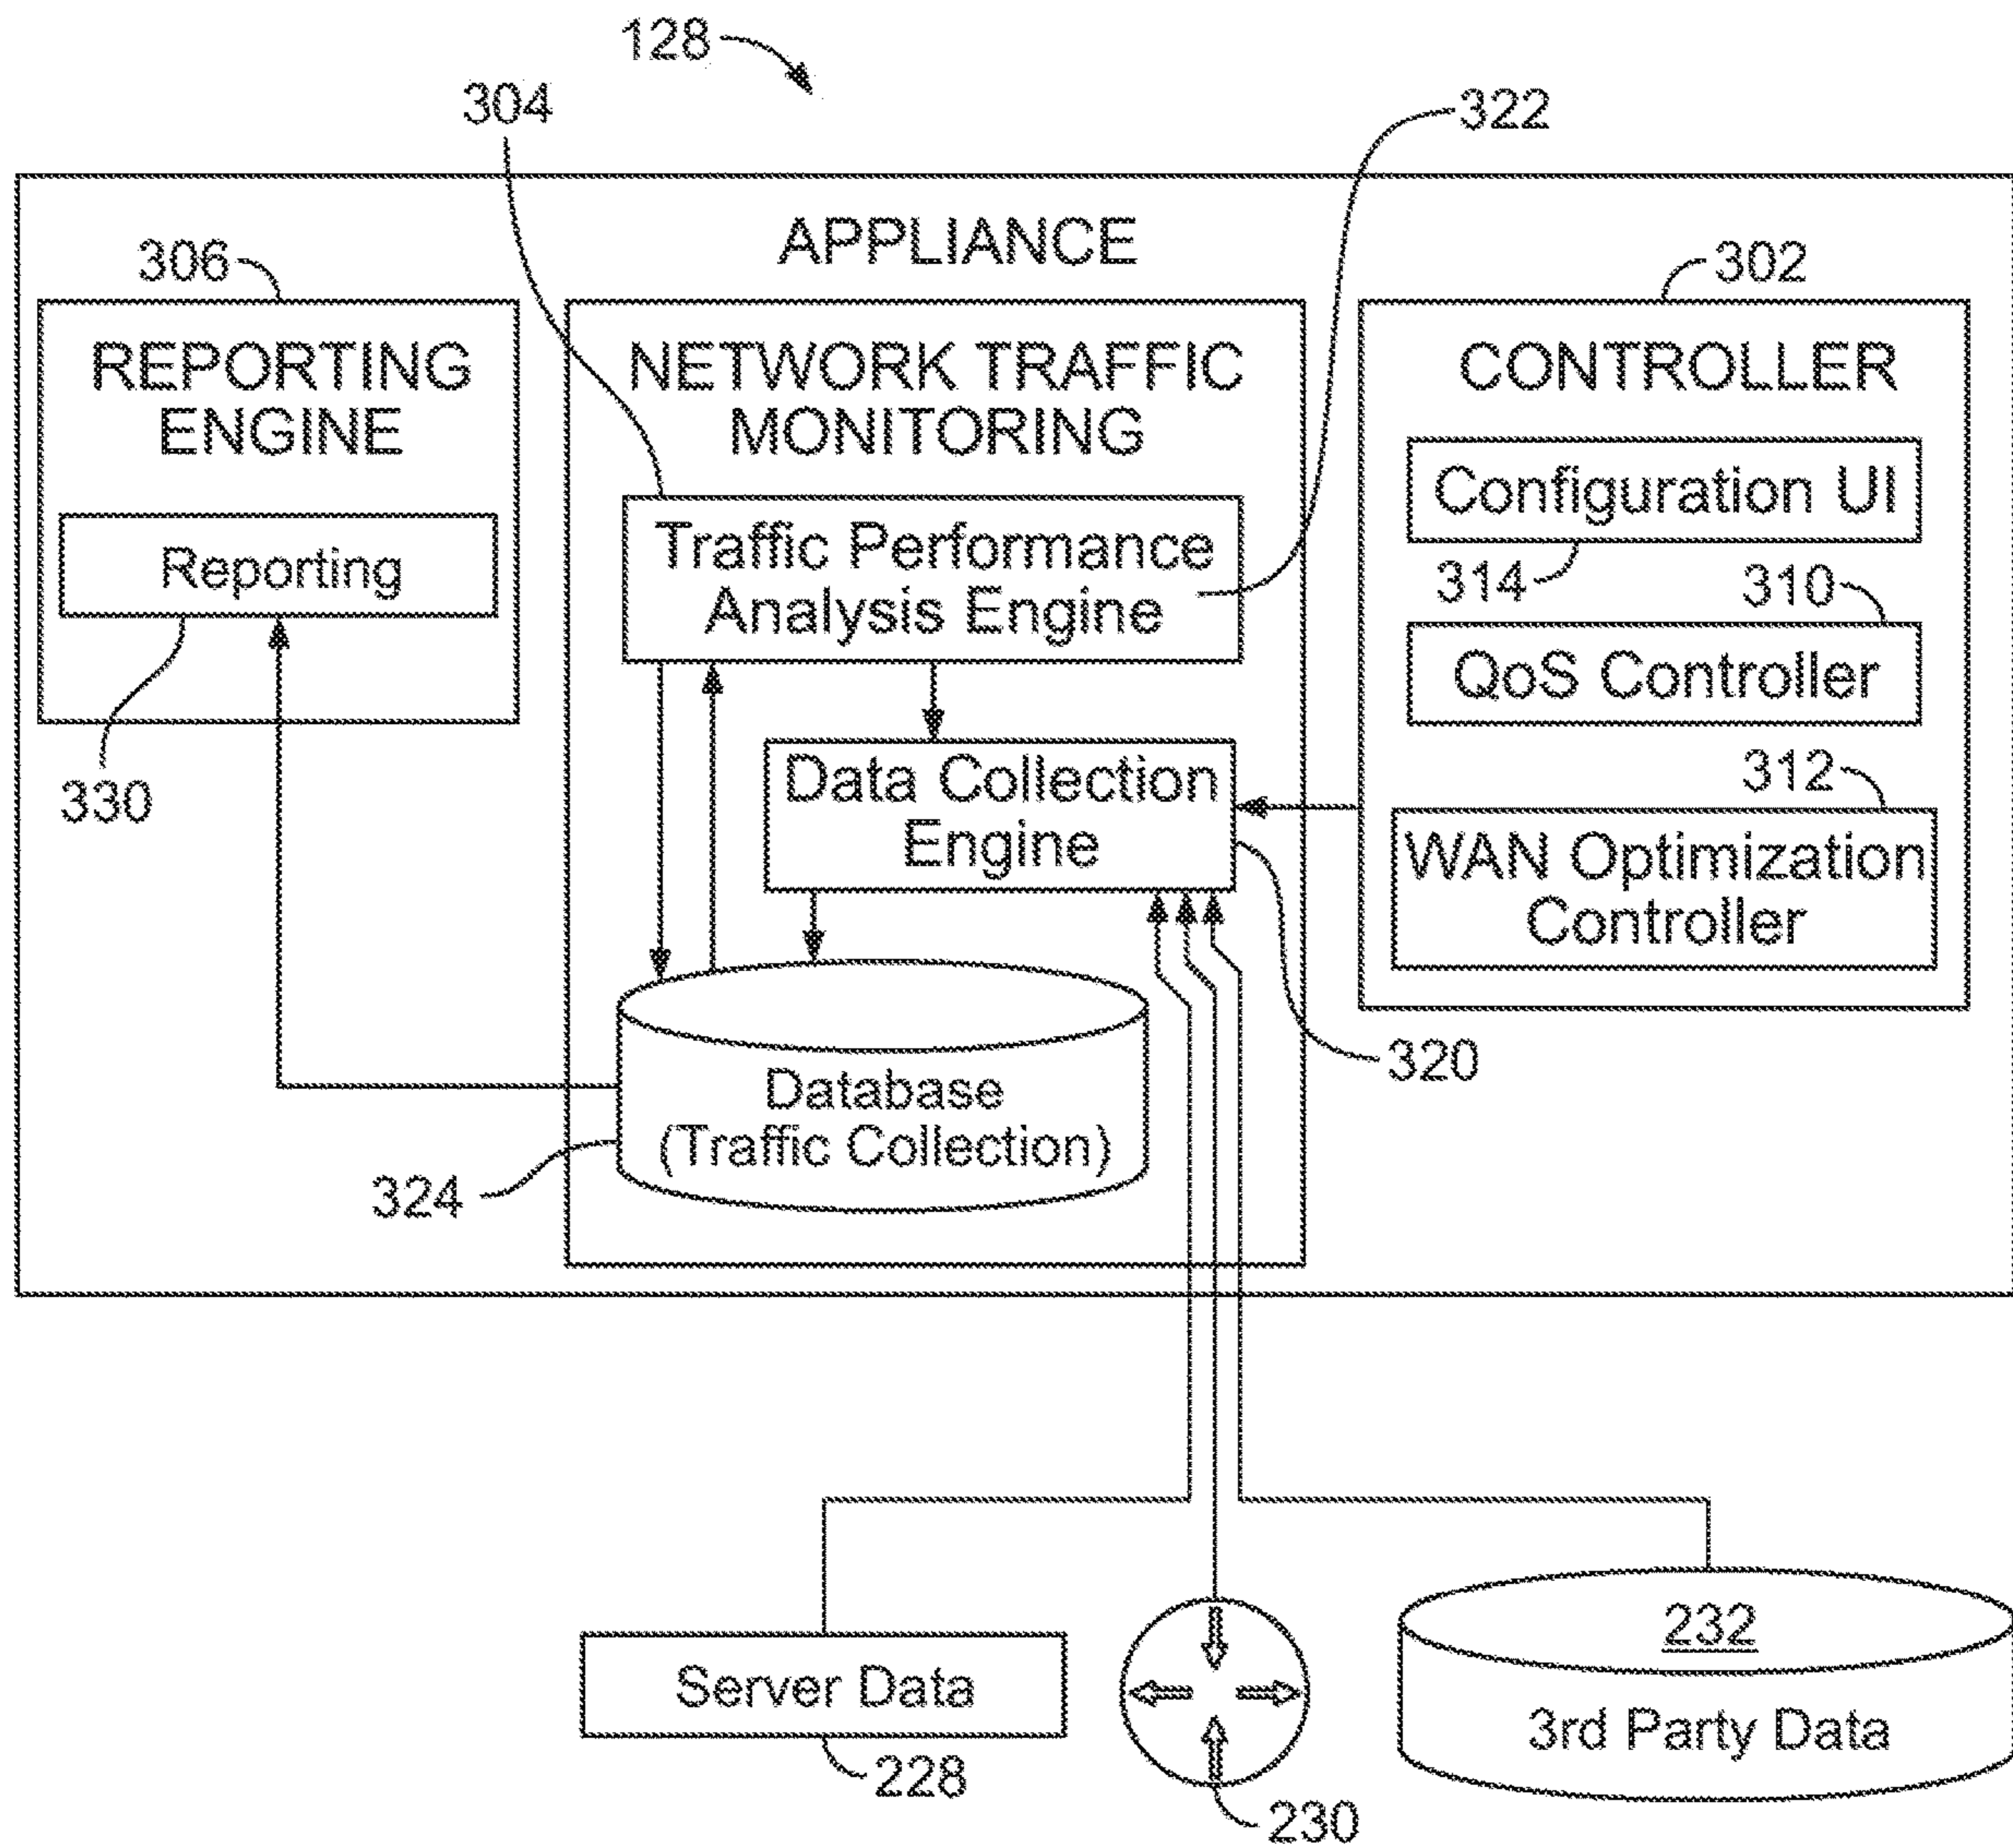 128
304
322
APPLIANCE
306
302
REPORTING
ENGINE
NETWORK TRAFFIC
MONITORING
CONTROLLER
Reporting
330
Traffic Performance
Analysis Engine
Configuration UI
314
310
QoS Controller
312
WAN Optimization
Controller
Data Collection
Engine
320
Database
(Traffic Collection)
324
Server Data
228
230
232
3rd Party Data